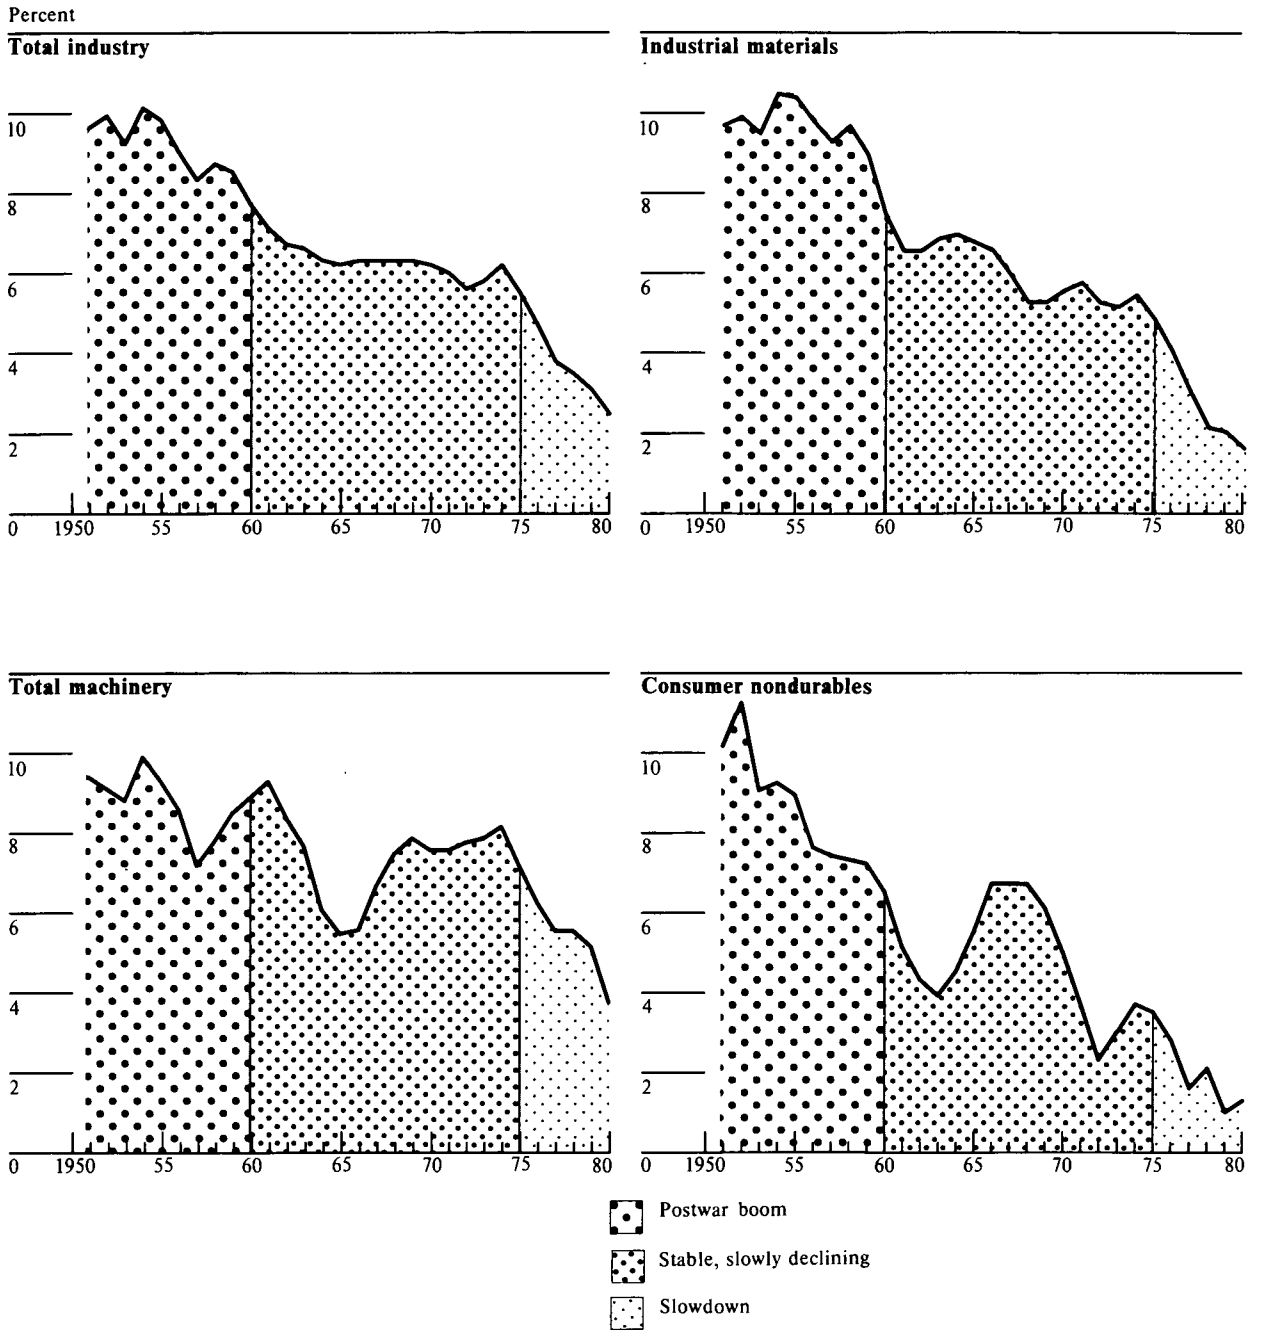 Percent
Total industry
10
8
6
4
2
0 1950 55 60 65 70 75 80
Industrial materials
10
8
6
4
2
0 1950 55 60 65 70 75 80
Total machinery
10
8
6
4
2
0 1950 55 60 65 70 75 80
Consumer nondurables
10
8
6
4
2
0 1950 55 60 65 70 75 80
Postwar boom
Stable, slowly declining
Slowdown